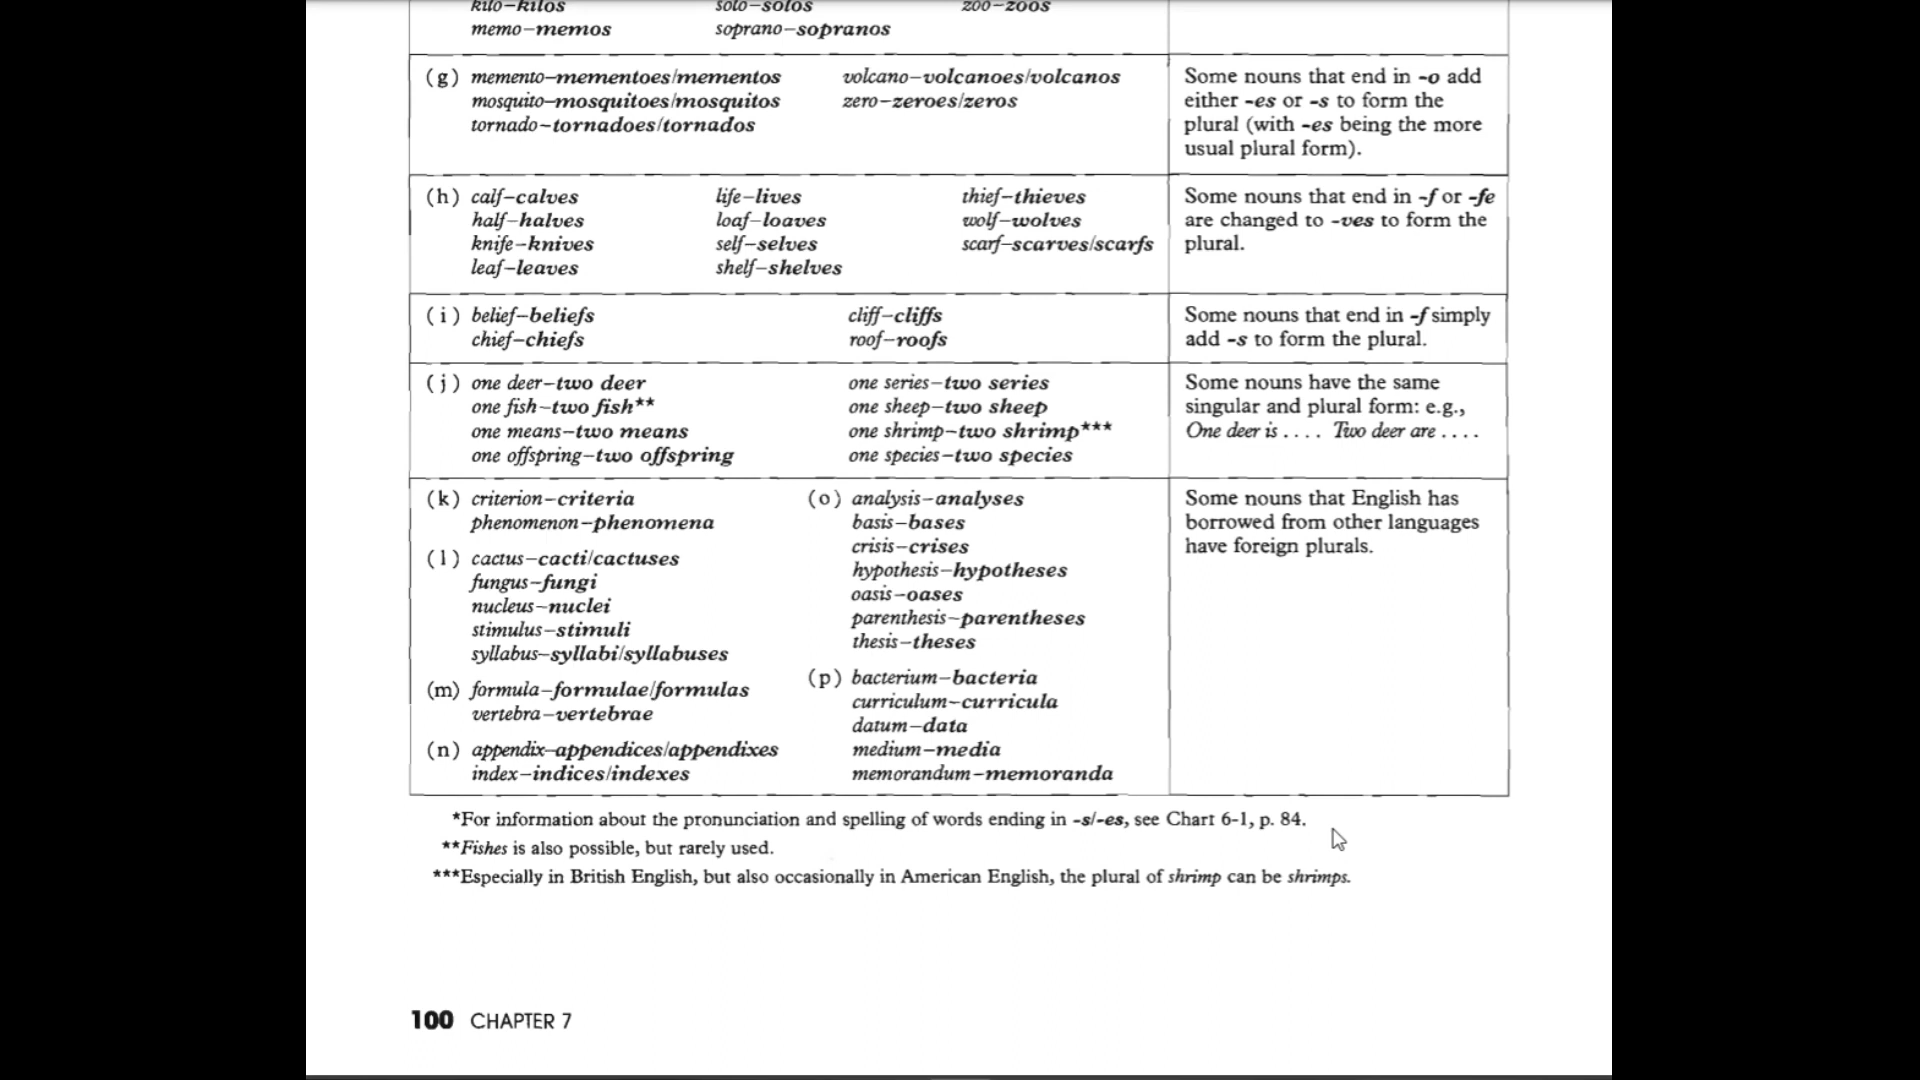 kilo–kilos solo–solos zoo–zoos
memo–memos soprano–sopranos
(g) memento–mementoes/mementos volcano–volcanoes/volcanos
mosquito–mosquitoes/mosquitos zero–zeroes/zeros
tornado–tornadoes/tornados
Some nouns that end in -o add
either -es or -s to form the
plural (with -es being the more
usual plural form).
(h) calf–calves life–lives thief–thieves
half–halves loaf–loaves wolf–wolves
knife–knives self–selves scarf–scarves/scarfs
leaf–leaves shelf–shelves
Some nouns that end in -f or -fe
are changed to -ves to form the
plural.
(i) belief–beliefs cliff–cliffs
chief–chiefs roof–roofs
Some nouns that end in -f simply
add -s to form the plural.
(j) one deer–two deer one series–two series
one fish–two fish** one sheep–two sheep
one means–two means one shrimp–two shrimp***
one offspring–two offspring one species–two species
Some nouns have the same
singular and plural form: e.g.,
One deer is . . . . Two deer are . . . .
(k) criterion–criteria
phenomenon–phenomena
(l) cactus–cacti/cactuses
fungus–fungi
nucleus–nuclei
stimulus–stimuli
syllabus–syllabi/syllabuses
(m) formula–formulae/formulas
vertebra–vertebrae
(n) appendix–appendices/appendixes
index–indices/indexes
(o) analysis–analyses
basis–bases
crisis–crises
hypothesis–hypotheses
oasis–oases
parenthesis–parentheses
thesis–theses
(p) bacterium–bacteria
curriculum–curricula
datum–data
medium–media
memorandum–memoranda
Some nouns that English has
borrowed from other languages
have foreign plurals.
*For information about the pronunciation and spelling of words ending in -s/-es, see Chart 6-1, p. 84.
**Fishes is also possible, but rarely used.
***Especially in British English, but also occasionally in American English, the plural of shrimp can be shrimps.
100 CHAPTER 7